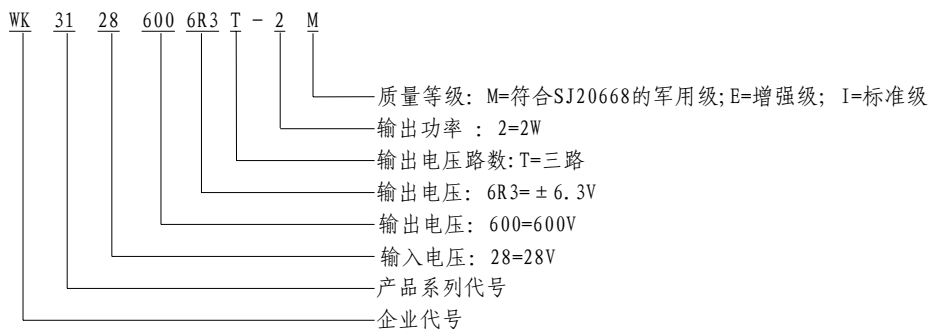 WK 31 28 600 6R3 T - 2 M
质量等级: M=符合SJ20668的军用级;E=增强级; I=标准级
输出功率 : 2=2W
输出电压路数:T=三路
输出电压: 6R3=±6.3V
输出电压: 600=600V
输入电压: 28=28V
产品系列代号
企业代号